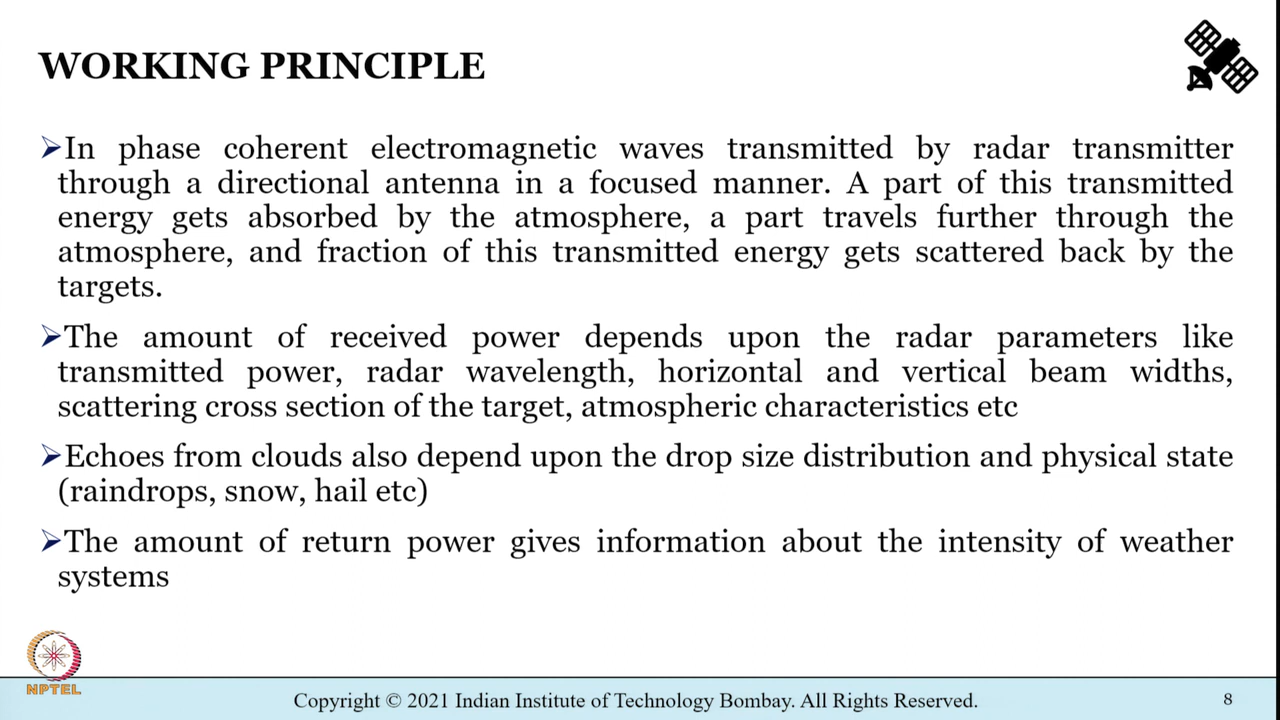 WORKING PRINCIPLE
➢In phase coherent electromagnetic waves transmitted by radar transmitter
through a directional antenna in a focused manner. A part of this transmitted
energy gets absorbed by the atmosphere, a part travels further through the
atmosphere, and fraction of this transmitted energy gets scattered back by the
targets.
➢The amount of received power depends upon the radar parameters like
transmitted power, radar wavelength, horizontal and vertical beam widths,
scattering cross section of the target, atmospheric characteristics etc
➢Echoes from clouds also depend upon the drop size distribution and physical state
(raindrops, snow, hail etc)
➢The amount of return power gives information about the intensity of weather
systems
NPTEL
Copyright © 2021 Indian Institute of Technology Bombay. All Rights Reserved.
8